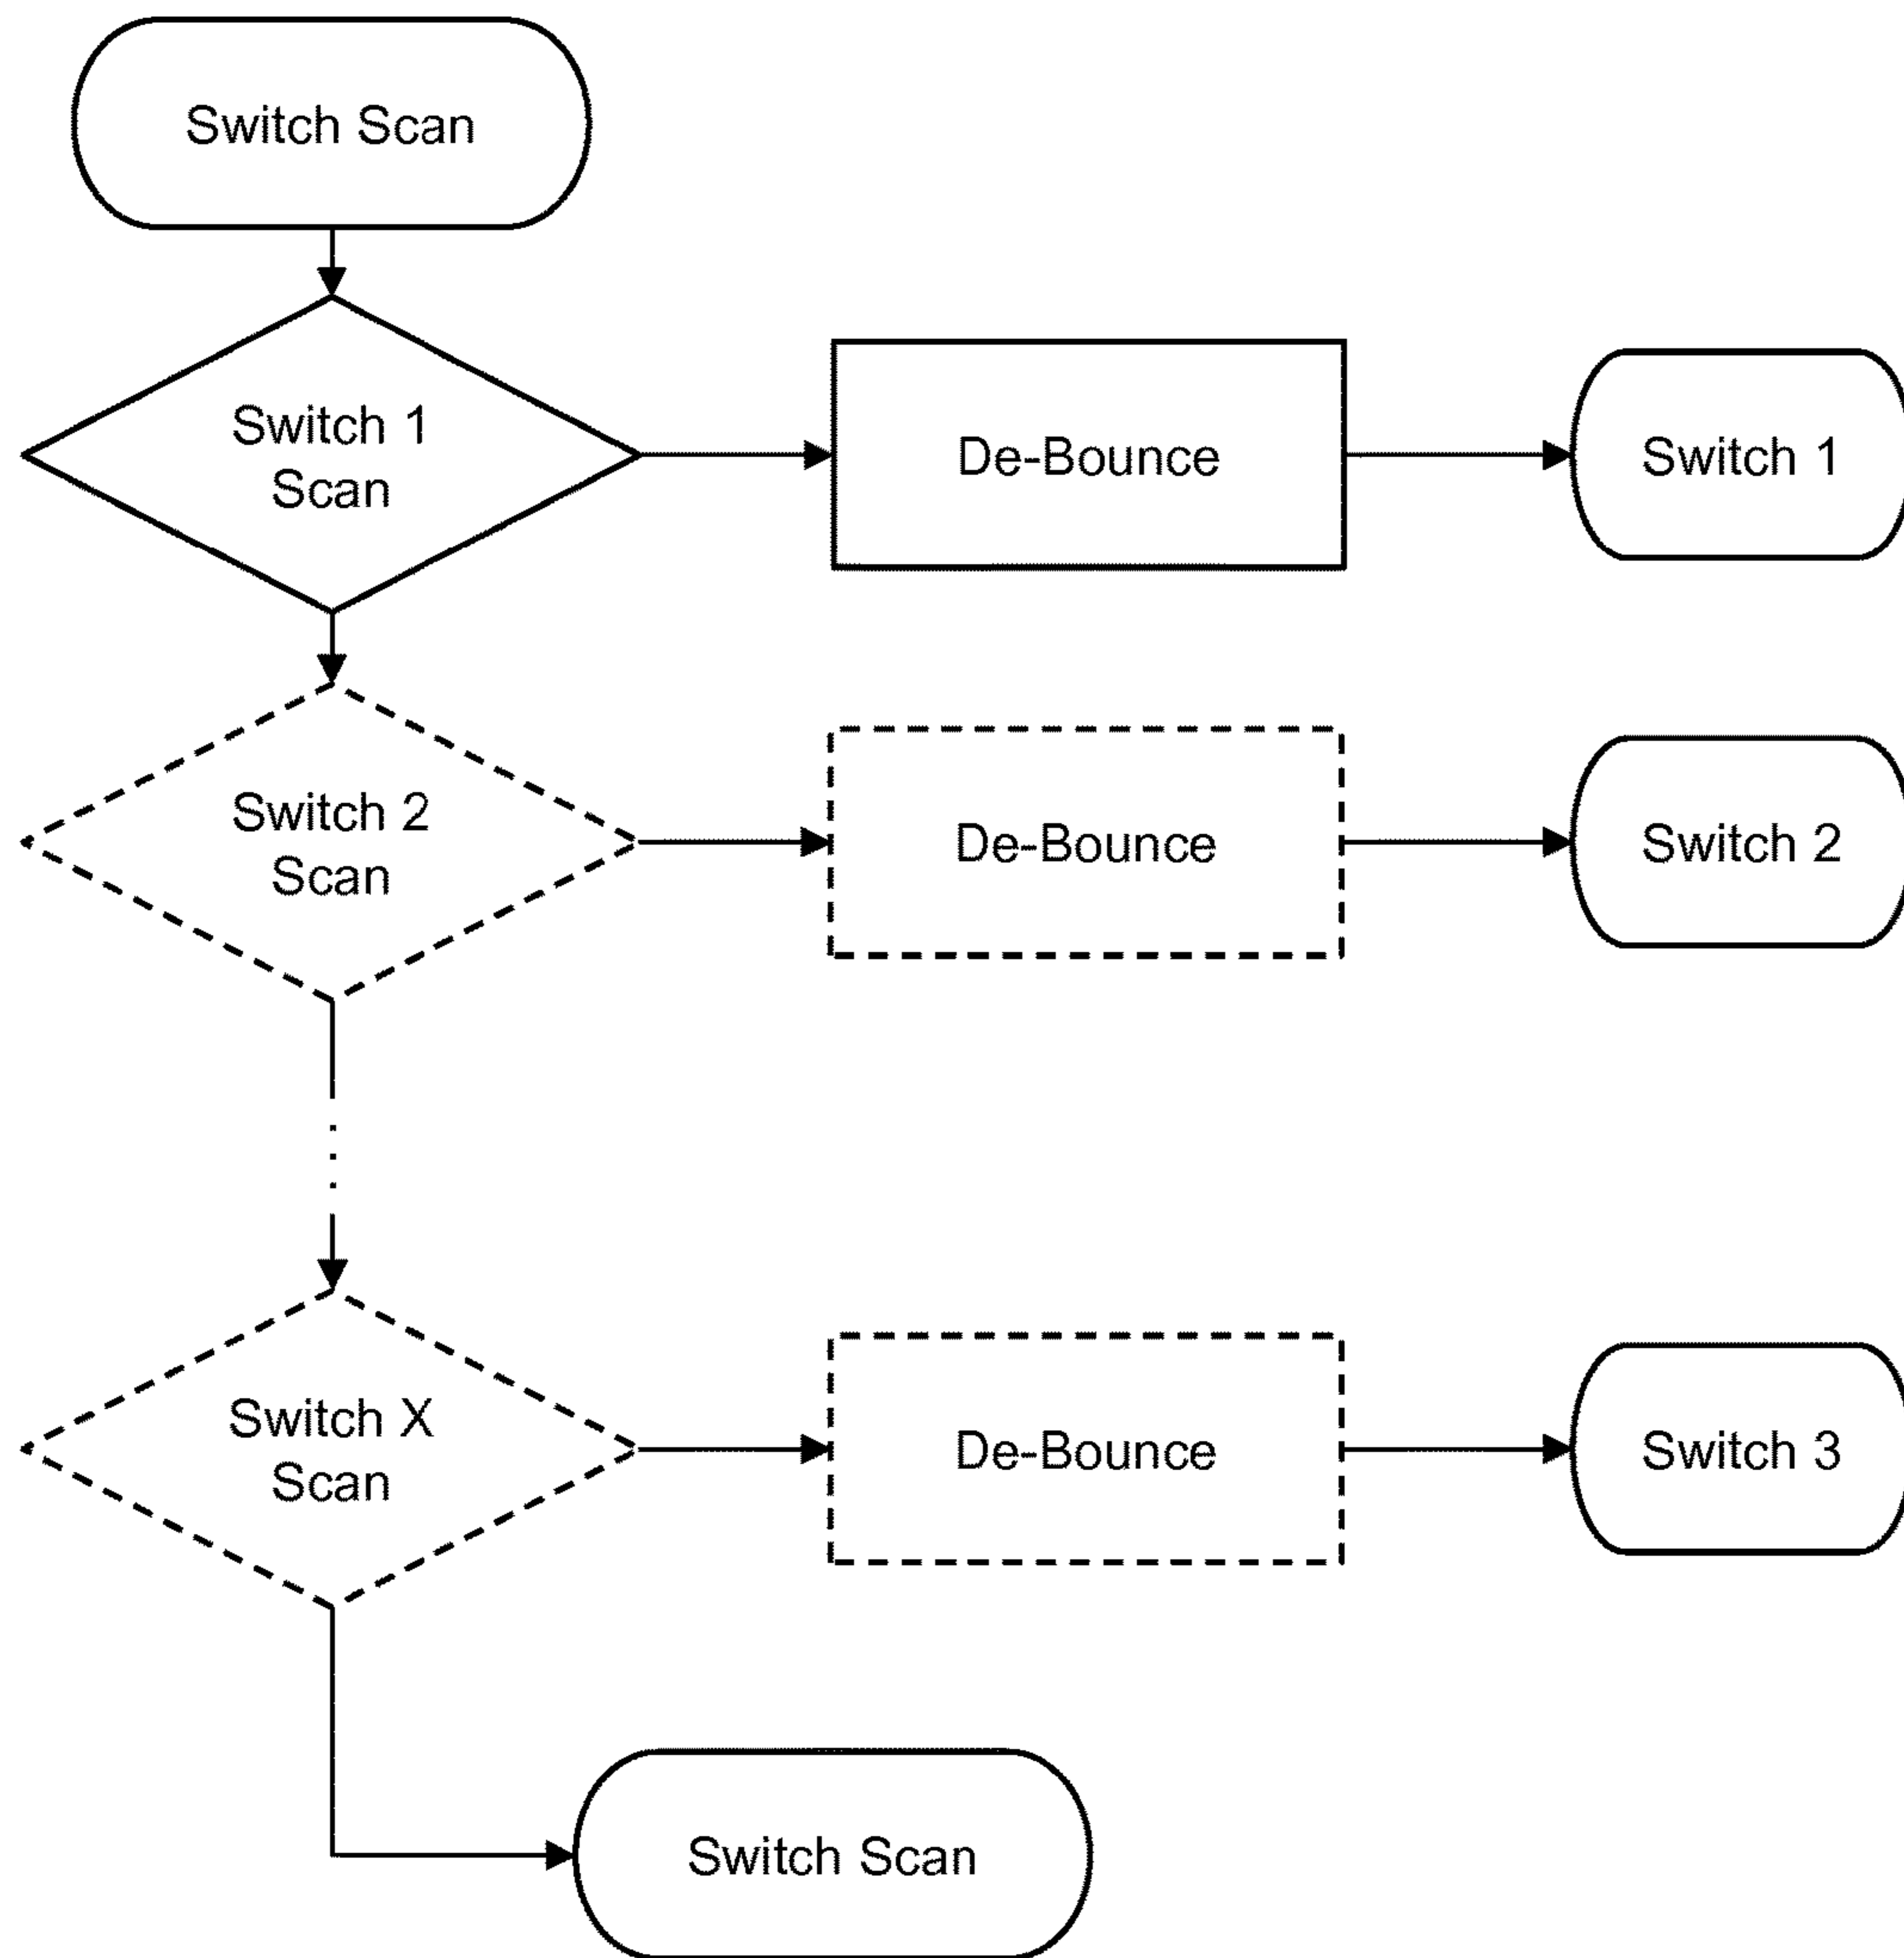 Switch Scan
Switch 1
Scan
De-Bounce
Switch 1
Switch 2
Scan
De-Bounce
Switch 2
Switch X
Scan
De-Bounce
Switch 3
Switch Scan